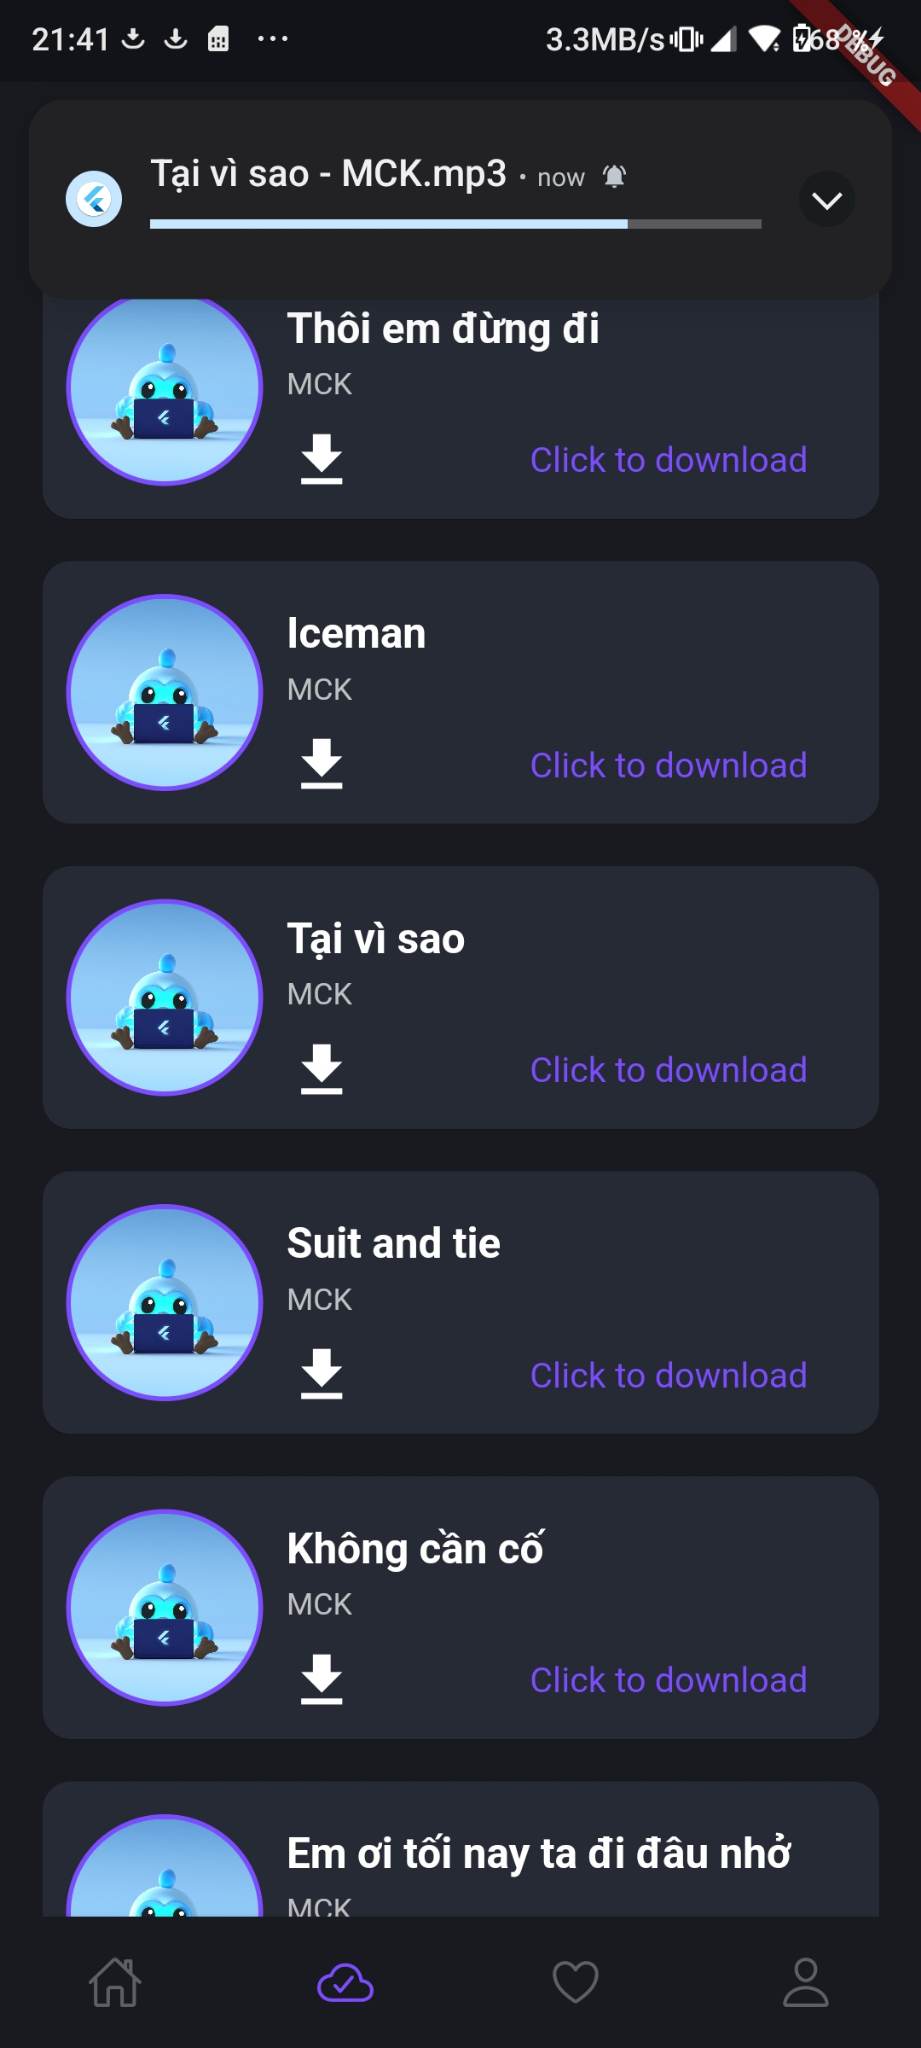 21:41 ... 3.3MB/s 68 %
DEBUG
Tại vì sao - MCK.mp3 • now
Thôi em đừng đi
MCK
Click to download
Iceman
MCK
Click to download
Tại vì sao
MCK
Click to download
Suit and tie
MCK
Click to download
Không cần cố
MCK
Click to download
Em ơi tối nay ta đi đâu nhở
MCK